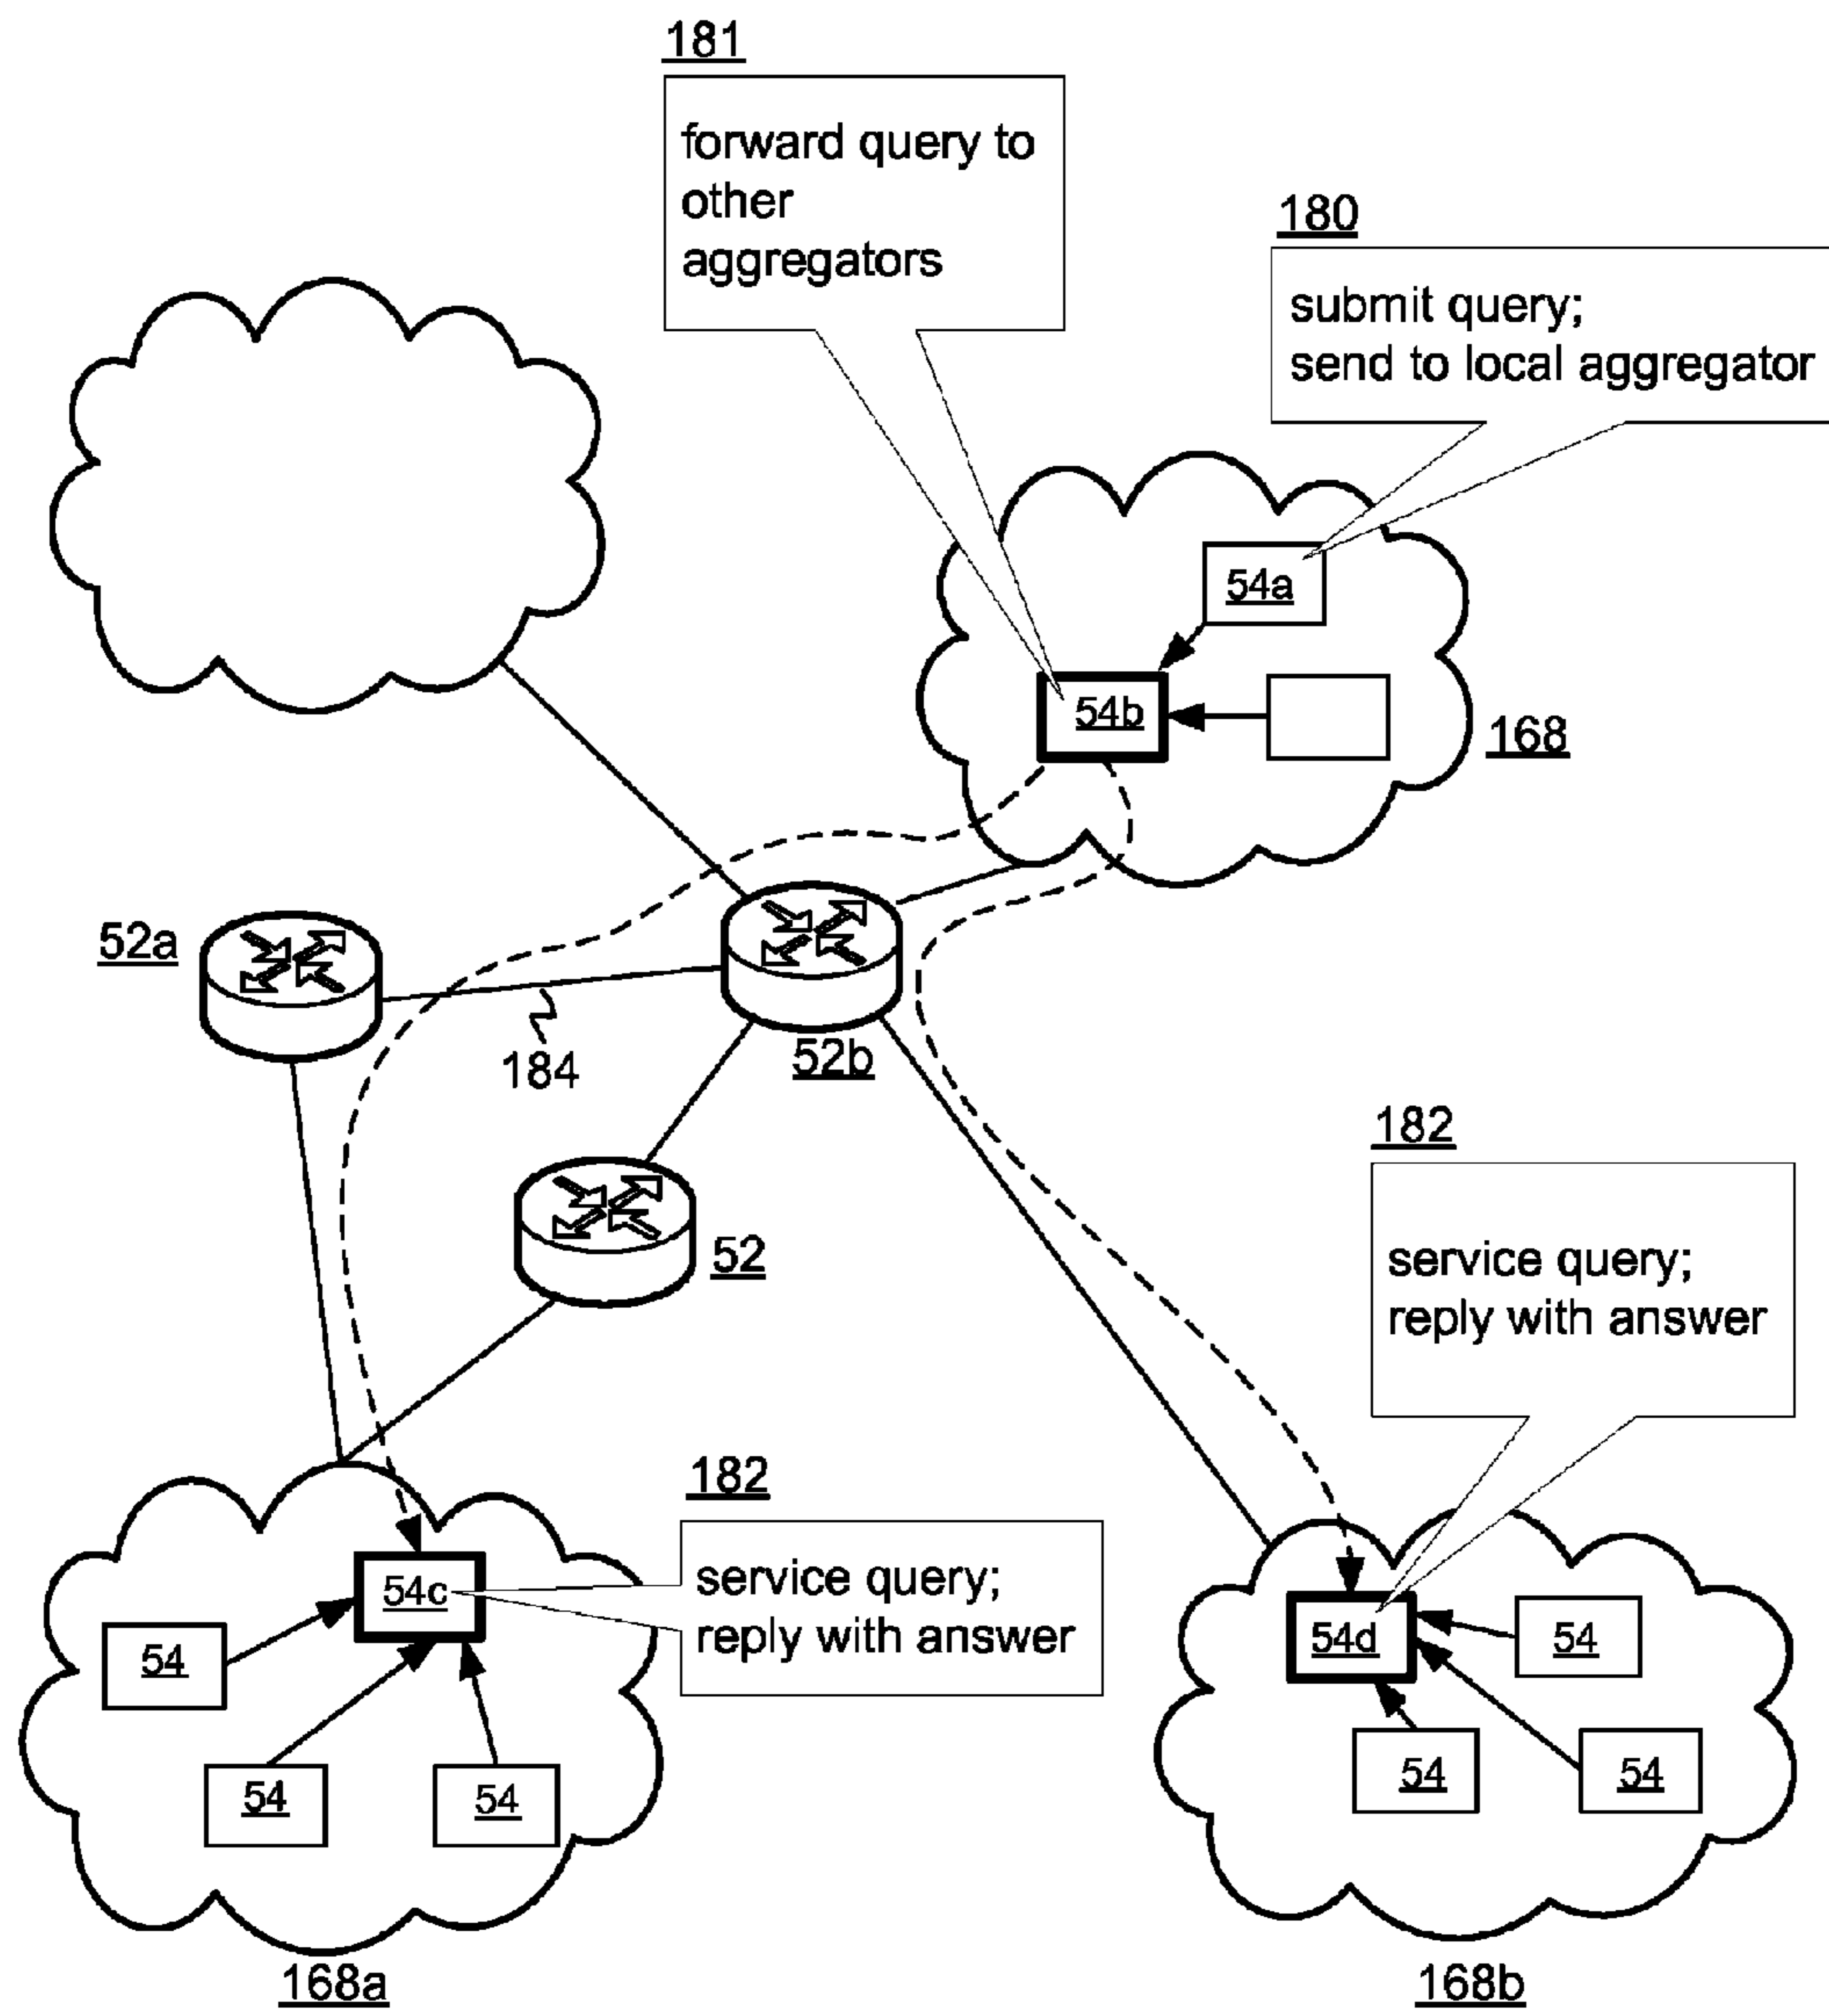 181
forward query to
other
aggregators
180
submit query;
send to local aggregator
54a
54b
168
52a
52b
184
52
182
service query;
reply with answer
182
service query;
reply with answer
54c
54
54
54
54d
54
54
54
168a
168b